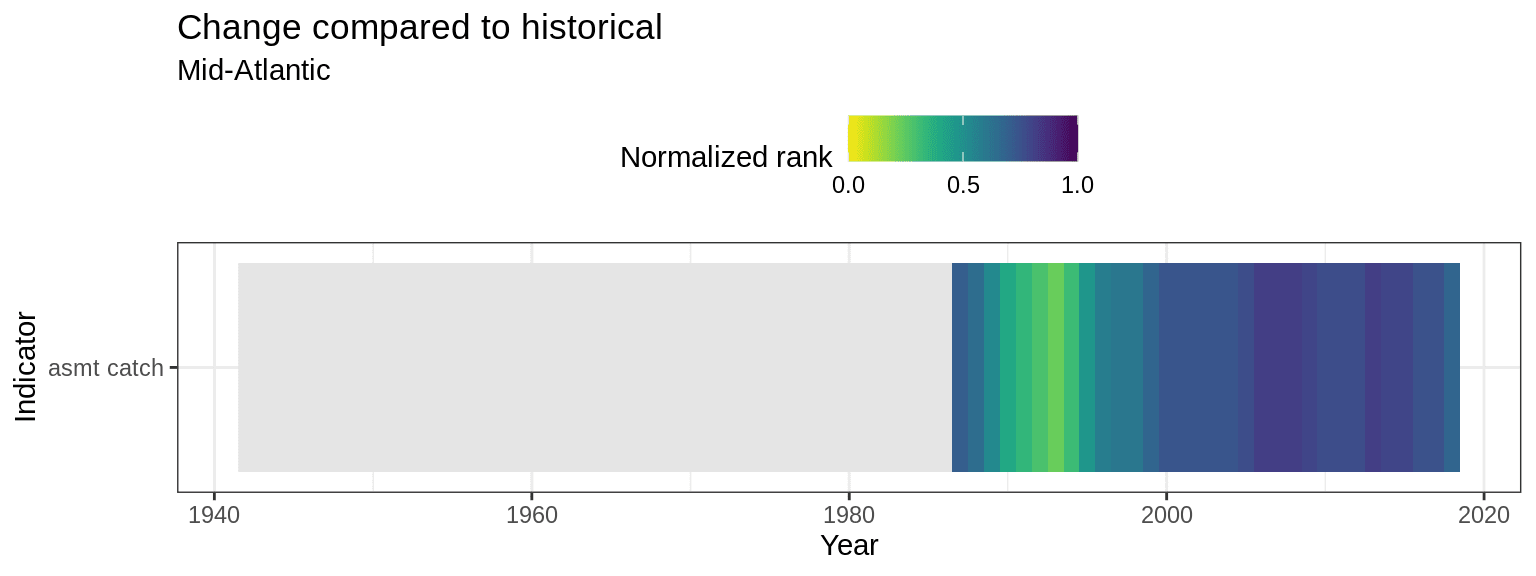 Change compared to historical
Mid-Atlantic
Normalized rank
0.0 0.5 1.0
Indicator
asmt catch
1940 1960 1980 2000 2020
Year